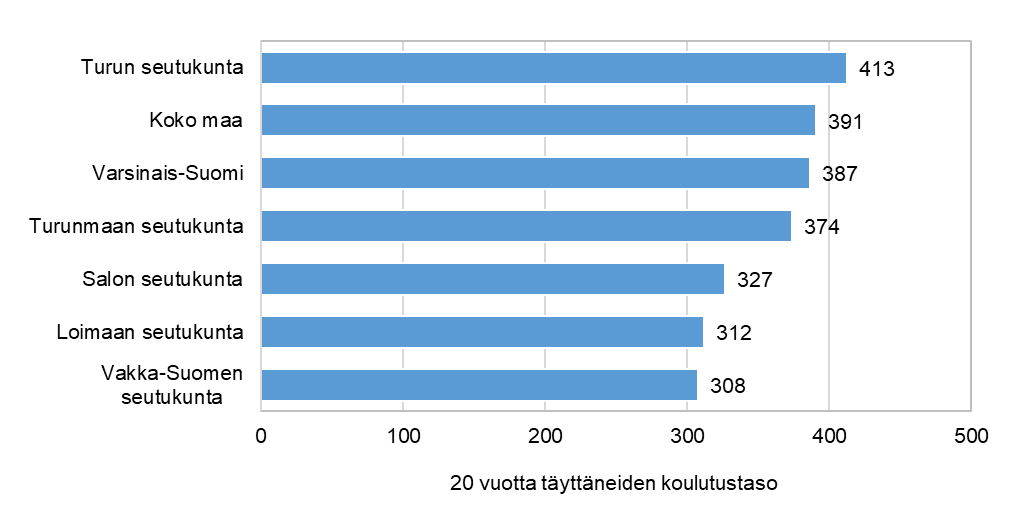 Turun seutukunta 413
Koko maa 391
Varsinais-Suomi 387
Turunmaan seutukunta 374
Salon seutukunta 327
Loimaan seutukunta 312
Vakka-Suomen
seutukunta 308
0 100 200 300 400 500
20 vuotta täyttäneiden koulutustaso